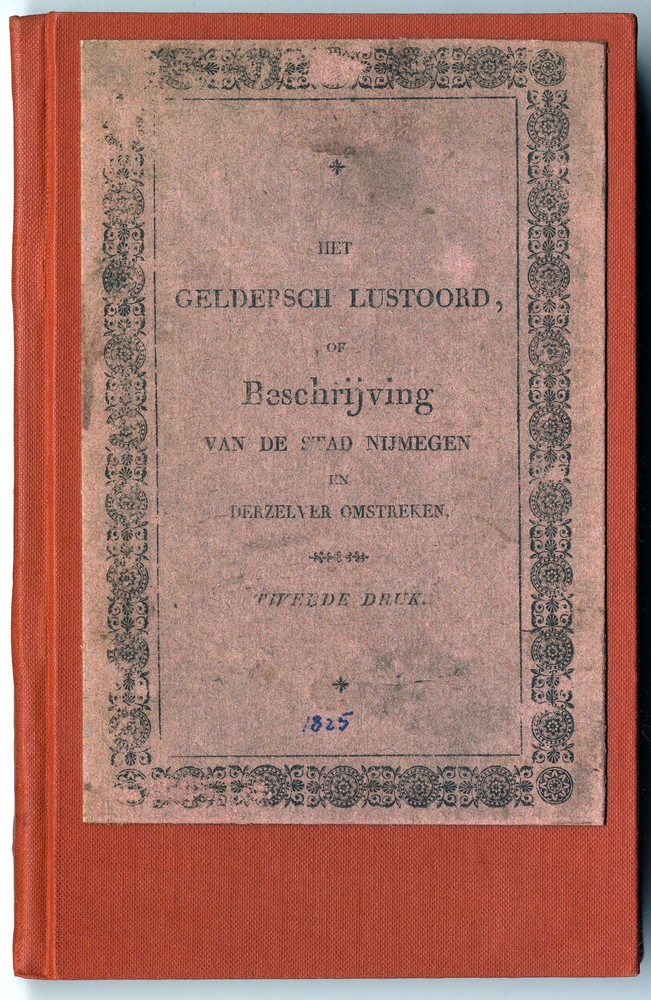 HET
GELDERSCH LUSTOORD,
OF
Beschrijving
VAN DE STAD NIJMEGEN
EN
DERZELVER OMSTREKEN.
TWEEDE DRUK.
1825